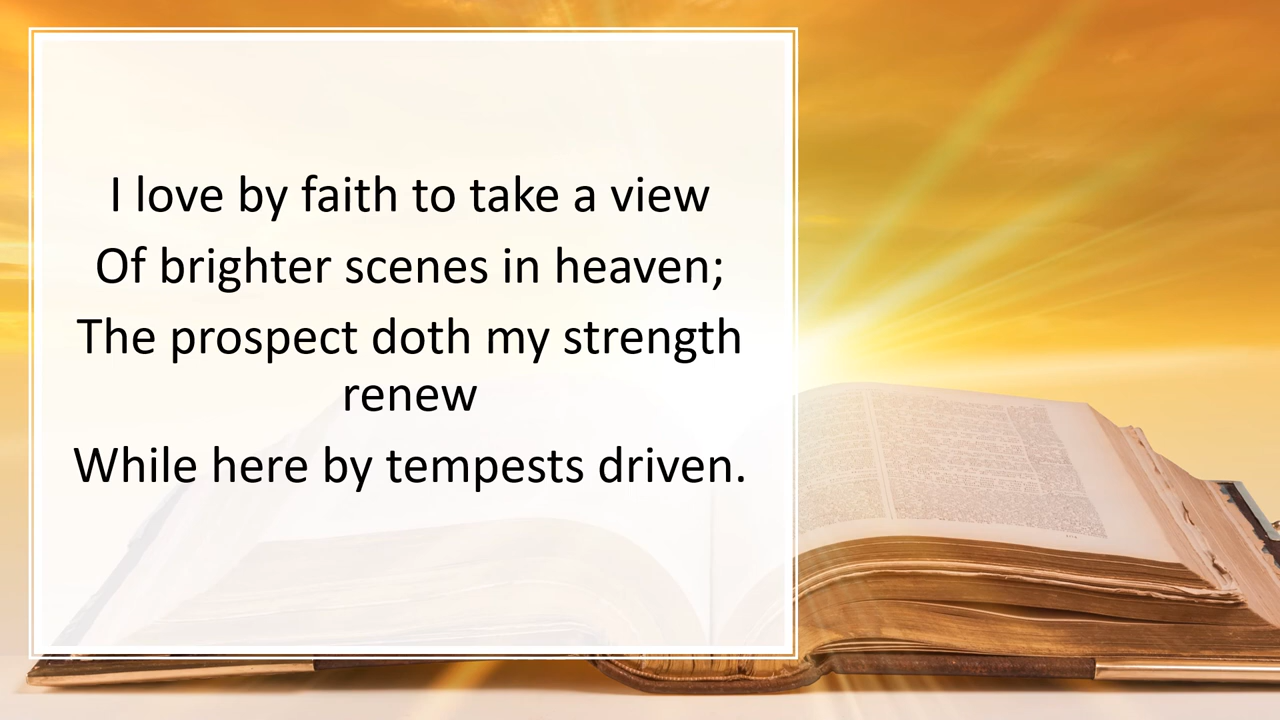 I love by faith to take a view
Of brighter scenes in heaven;
The prospect doth my strength
renew
While here by tempests driven.